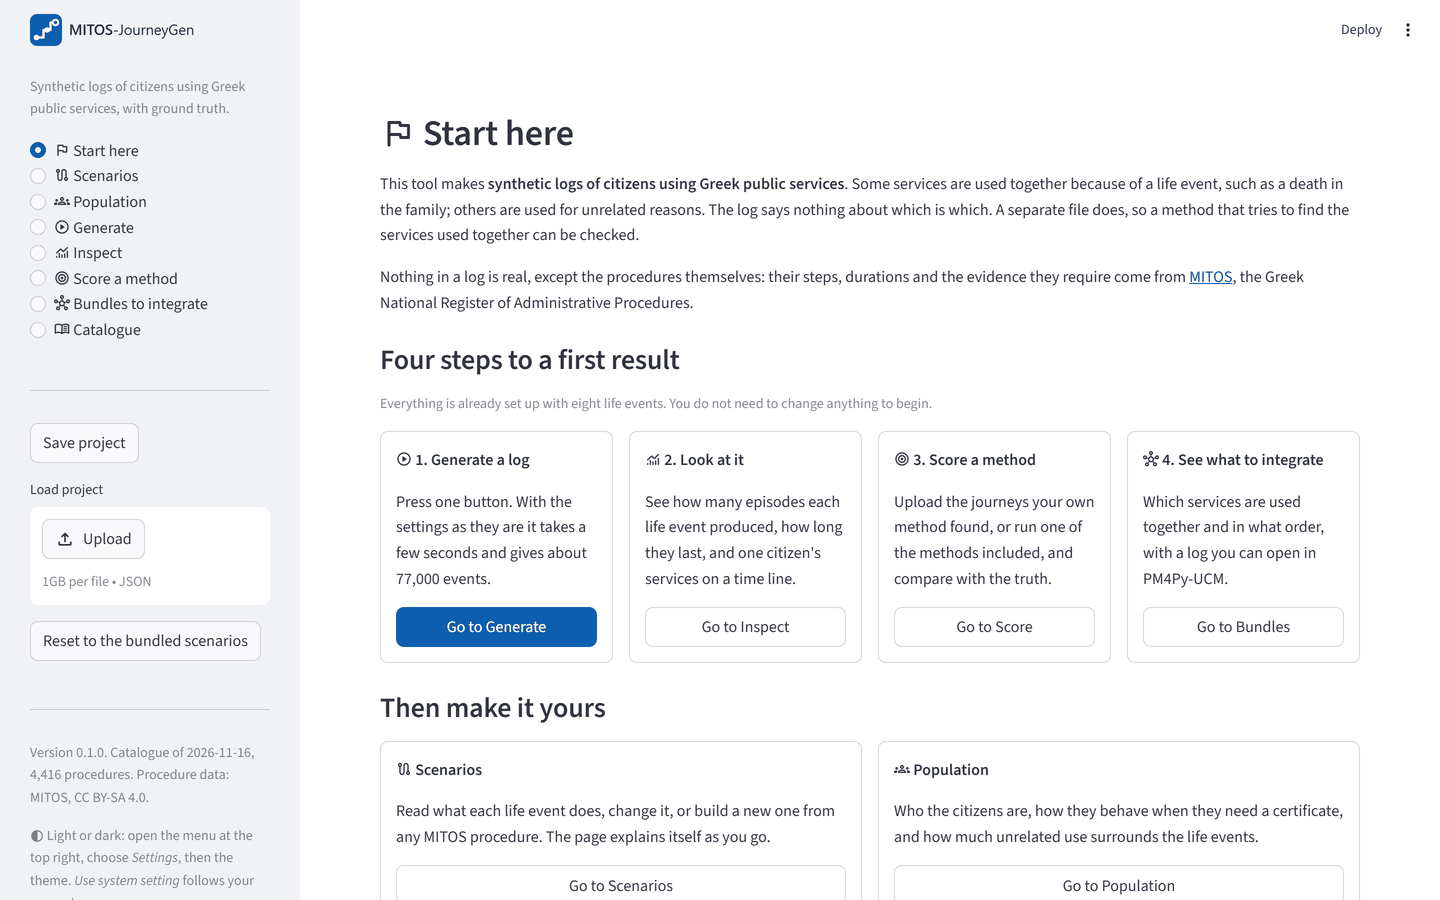 MITOS-JourneyGen
Synthetic logs of citizens using Greek
public services, with ground truth.
Start here
Scenarios
Population
Generate
Inspect
Score a method
Bundles to integrate
Catalogue
Save project
Load project
Upload
1GB per file • JSON
Reset to the bundled scenarios
Version 0.1.0. Catalogue of 2026-11-16,
4,416 procedures. Procedure data:
MITOS, CC BY-SA 4.0.
Light or dark: open the menu at the
top right, choose Settings, then the
theme. Use system setting follows your
Deploy
Start here
This tool makes synthetic logs of citizens using Greek public services. Some services are used together because of a life event, such as a death in
the family; others are used for unrelated reasons. The log says nothing about which is which. A separate file does, so a method that tries to find the
services used together can be checked.
Nothing in a log is real, except the procedures themselves: their steps, durations and the evidence they require come from MITOS, the Greek
National Register of Administrative Procedures.
Four steps to a first result
Everything is already set up with eight life events. You do not need to change anything to begin.
1. Generate a log
Press one button. With the
settings as they are it takes a
few seconds and gives about
77,000 events.
Go to Generate
2. Look at it
See how many episodes each
life event produced, how long
they last, and one citizen's
services on a time line.
Go to Inspect
3. Score a method
Upload the journeys your own
method found, or run one of
the methods included, and
compare with the truth.
Go to Score
4. See what to integrate
Which services are used
together and in what order,
with a log you can open in
PM4Py-UCM.
Go to Bundles
Then make it yours
Scenarios
Read what each life event does, change it, or build a new one from
any MITOS procedure. The page explains itself as you go.
Go to Scenarios
Population
Who the citizens are, how they behave when they need a certificate,
and how much unrelated use surrounds the life events.
Go to Population